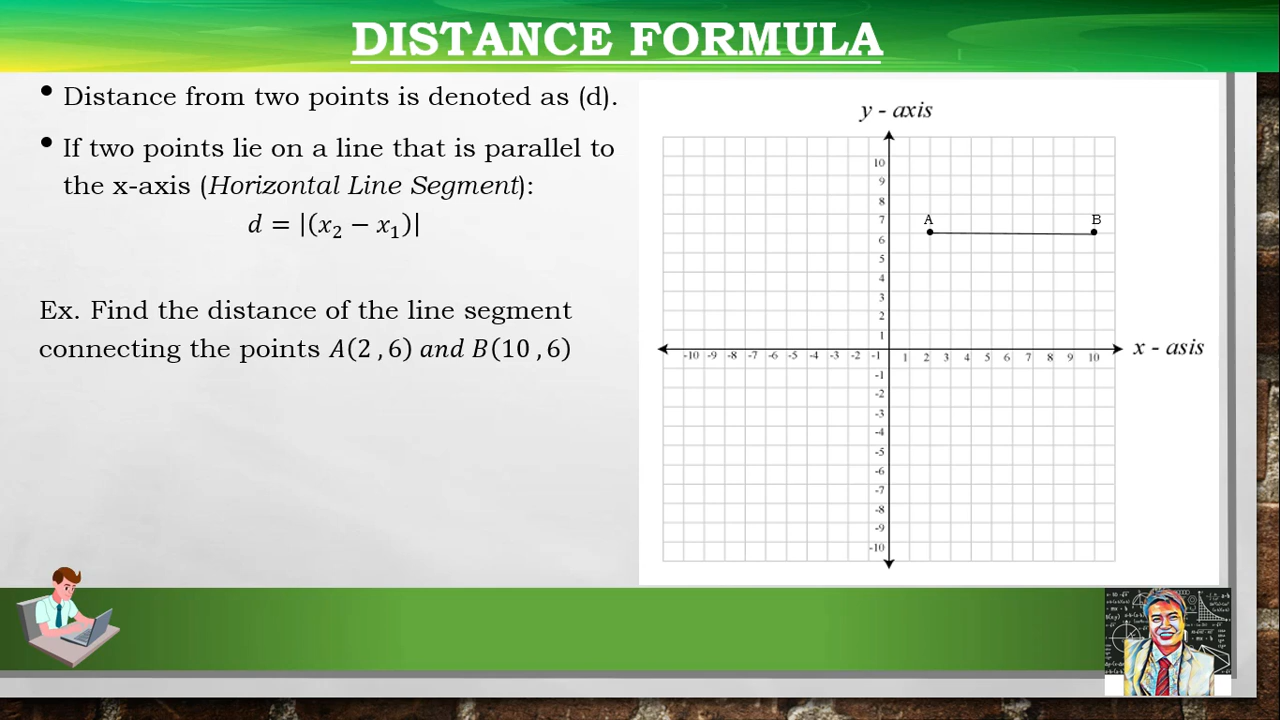 DISTANCE FORMULA
• Distance from two points is denoted as (d).
• If two points lie on a line that is parallel to
the x-axis (Horizontal Line Segment):
d = |(x₂ − x₁)|
Ex. Find the distance of the line segment
connecting the points A(2 , 6) and B(10 , 6)
y - axis
10
9
8
7
A B
6
5
4
3
2
1
-10 -9 -8 -7 -6 -5 -4 -3 -2 -1 1 2 3 4 5 6 7 8 9 10 x - asis
-1
-2
-3
-4
-5
-6
-7
-8
-9
-10